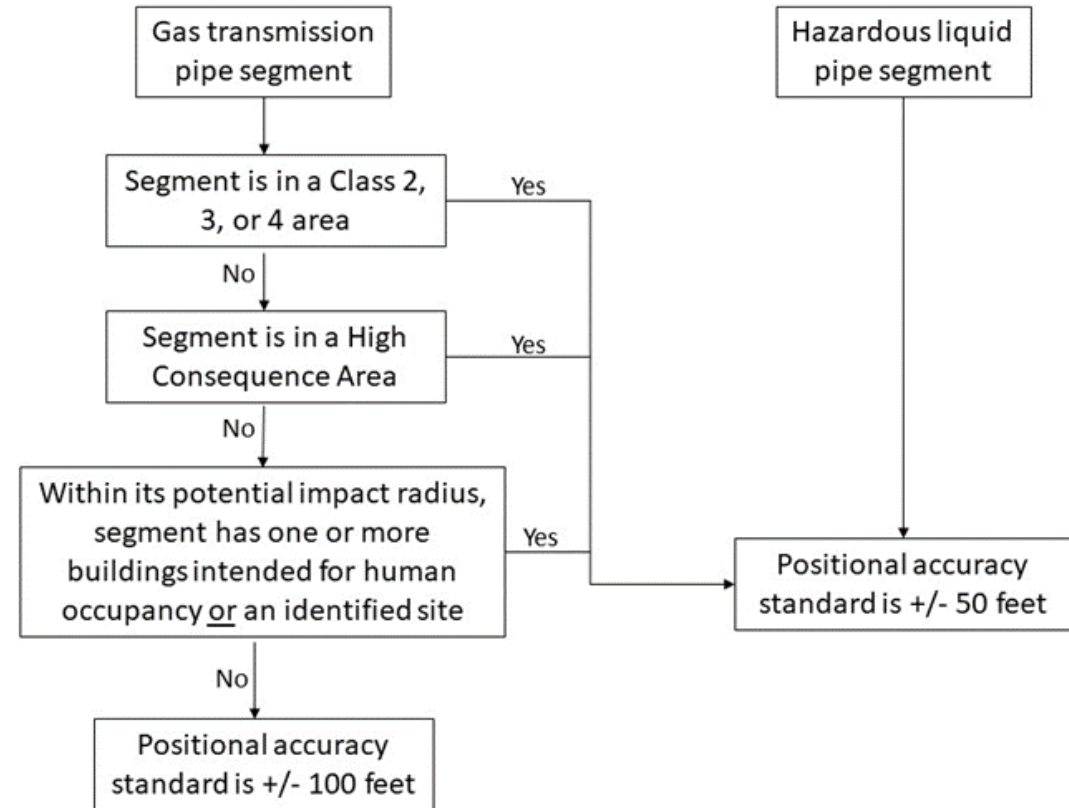 Gas transmission
pipe segment
Hazardous liquid
pipe segment
Segment is in a Class 2,
3, or 4 area
Yes
No
Segment is in a High
Consequence Area
Yes
No
Within its potential impact radius,
segment has one or more
buildings intended for human
occupancy or an identified site
Yes
Positional accuracy
standard is +/- 50 feet
No
Positional accuracy
standard is +/- 100 feet